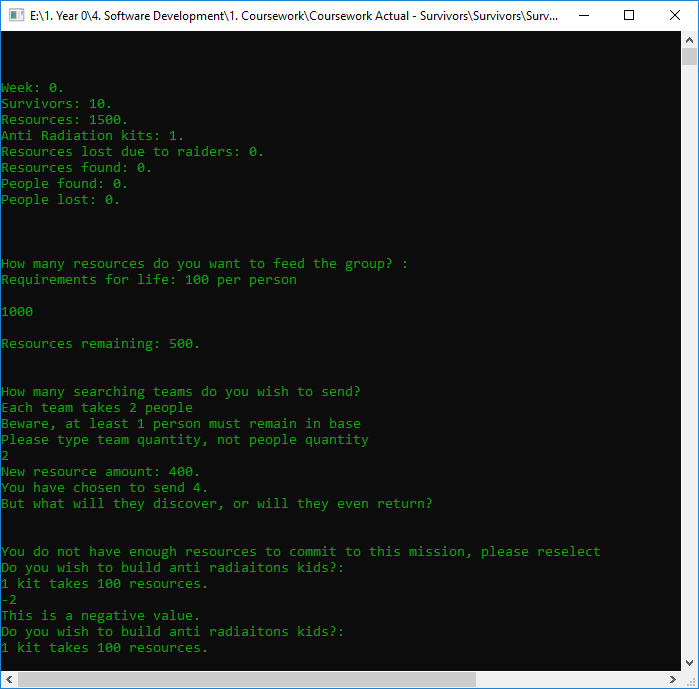 E:\1. Year 0\4. Software Development\1. Coursework\Coursework Actual - Survivors\Survivors\Surv...
Week: 0.
Survivors: 10.
Resources: 1500.
Anti Radiation kits: 1.
Resources lost due to raiders: 0.
Resources found: 0.
People found: 0.
People lost: 0.
How many resources do you want to feed the group? :
Requirements for life: 100 per person
1000
Resources remaining: 500.
How many searching teams do you wish to send?
Each team takes 2 people
Beware, at least 1 person must remain in base
Please type team quantity, not people quantity
2
New resource amount: 400.
You have chosen to send 4.
But what will they discover, or will they even return?
You do not have enough resources to commit to this mission, please reselect
Do you wish to build anti radiaitons kids?:
1 kit takes 100 resources.
-2
This is a negative value.
Do you wish to build anti radiaitons kids?:
1 kit takes 100 resources.